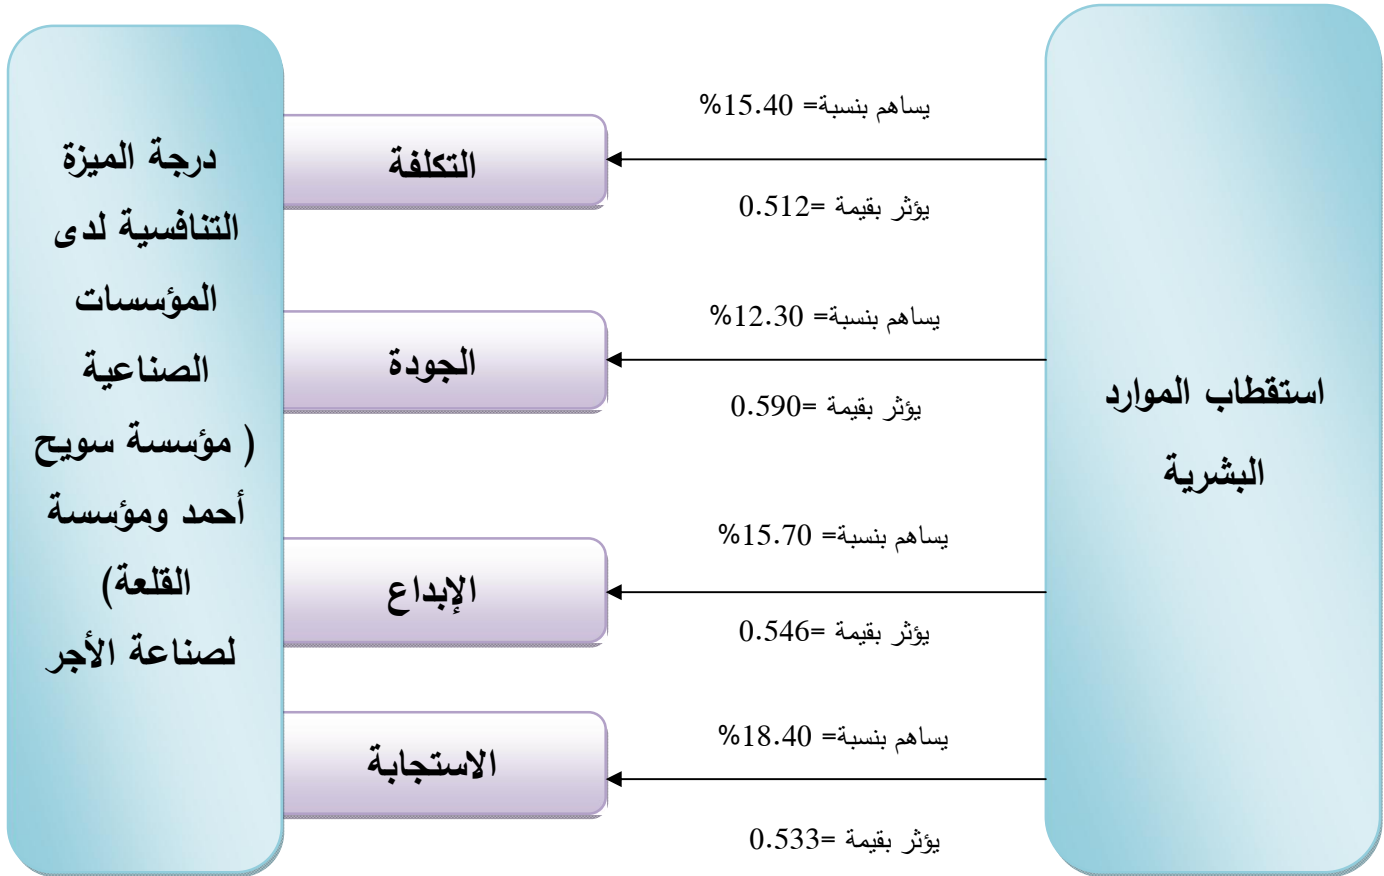 استقطاب الموارد
البشرية
يساهم بنسبة= 15.40%
يؤثر بقيمة =0.512
يساهم بنسبة= 12.30%
يؤثر بقيمة =0.590
يساهم بنسبة= 15.70%
يؤثر بقيمة =0.546
يساهم بنسبة= 18.40%
يؤثر بقيمة =0.533
التكلفة
الجودة
الإبداع
الاستجابة
درجة الميزة
التنافسية لدى
المؤسسات
الصناعية
( مؤسسة سويح
أحمد ومؤسسة
القلعة)
لصناعة الأجر